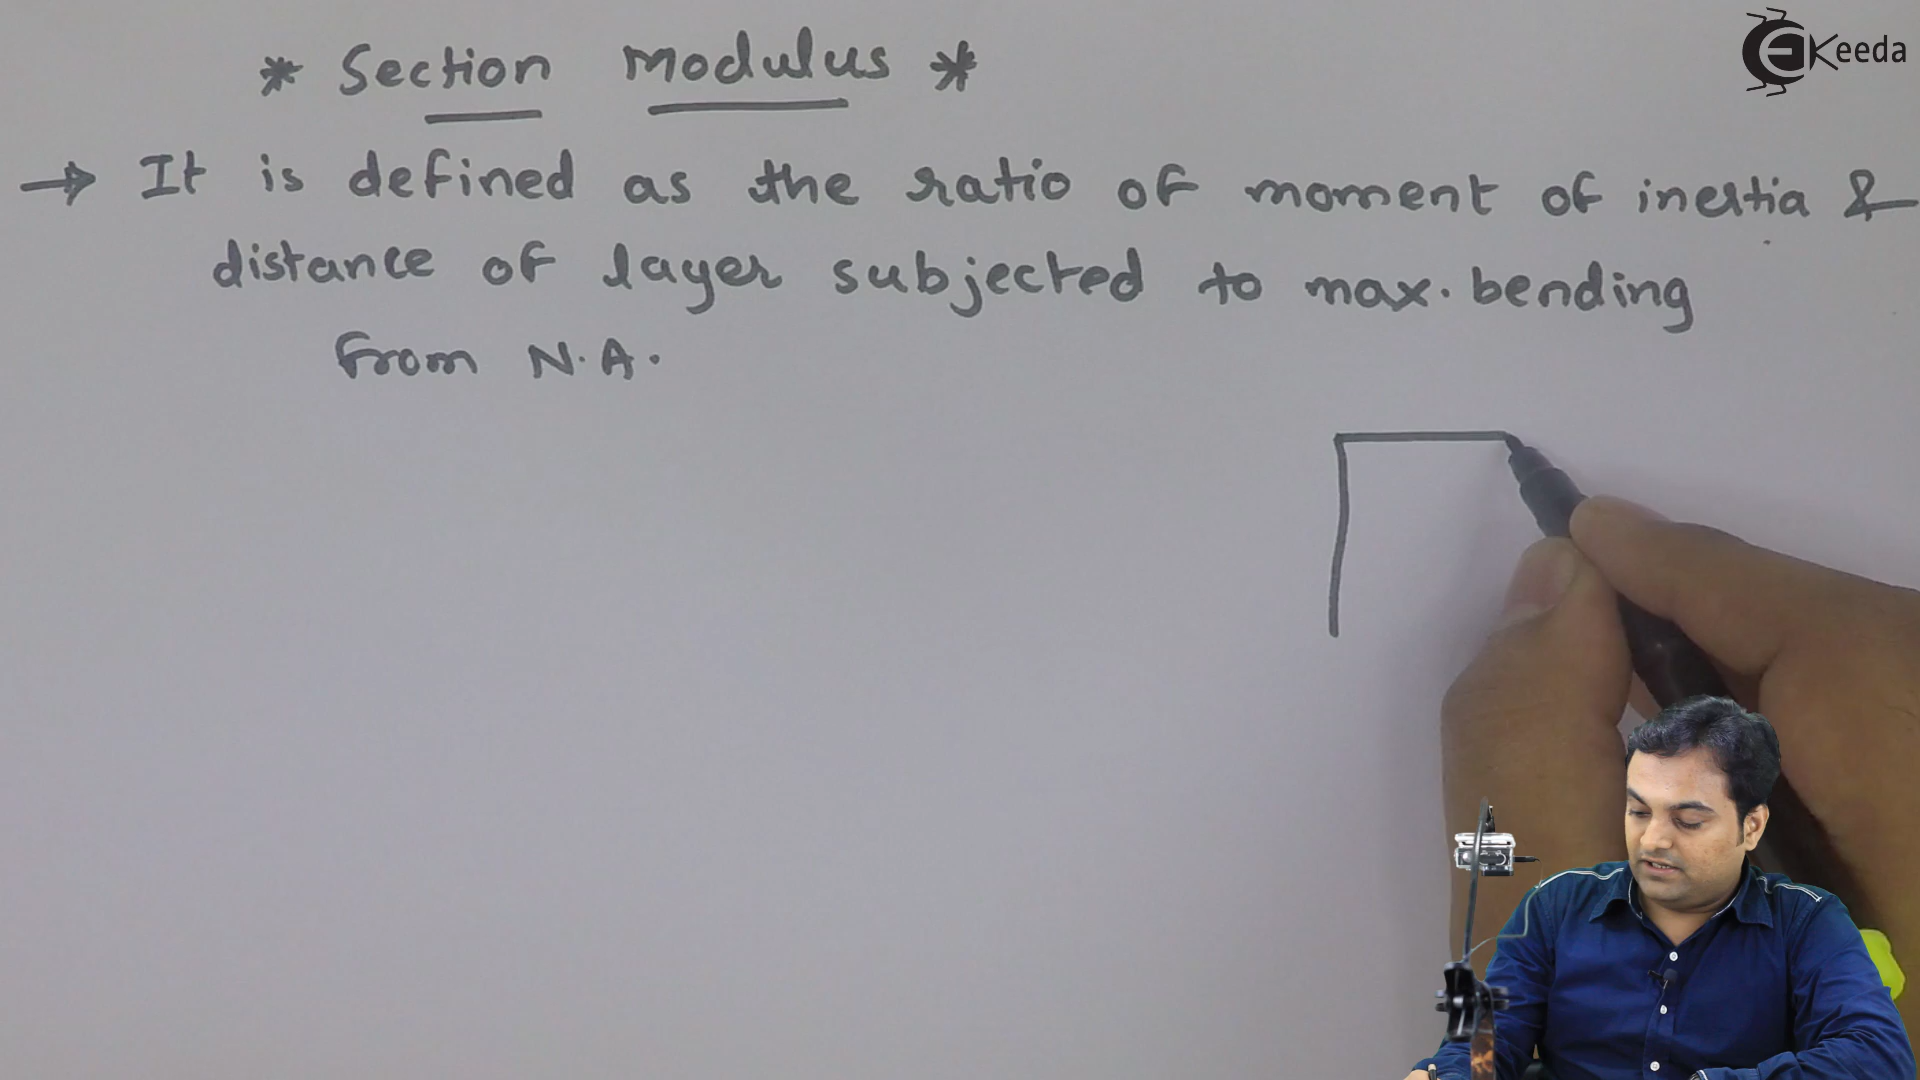 * Section Modulus *
Keeda
→ It is defined as the ratio of moment of inertia &
distance of layer subjected to max. bending
from N.A.